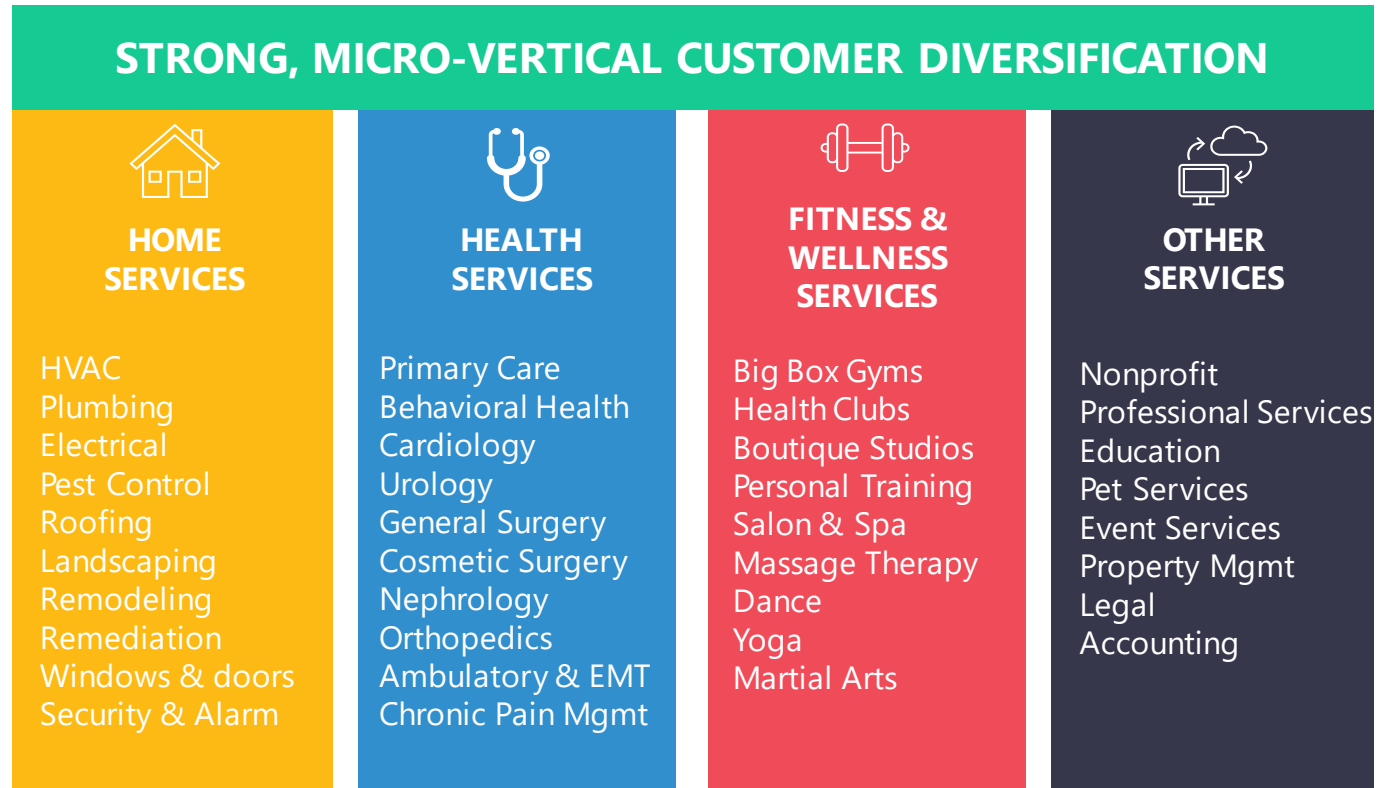 STRONG, MICRO-VERTICAL CUSTOMER DIVERSIFICATION
HOME
SERVICES
HVAC
Plumbing
Electrical
Pest Control
Roofing
Landscaping
Remodeling
Remediation
Windows & doors
Security & Alarm
HEALTH
SERVICES
Primary Care
Behavioral Health
Cardiology
Urology
General Surgery
Cosmetic Surgery
Nephrology
Orthopedics
Ambulatory & EMT
Chronic Pain Mgmt
FITNESS &
WELLNESS
SERVICES
Big Box Gyms
Health Clubs
Boutique Studios
Personal Training
Salon & Spa
Massage Therapy
Dance
Yoga
Martial Arts
OTHER
SERVICES
Nonprofit
Professional Services
Education
Pet Services
Event Services
Property Mgmt
Legal
Accounting